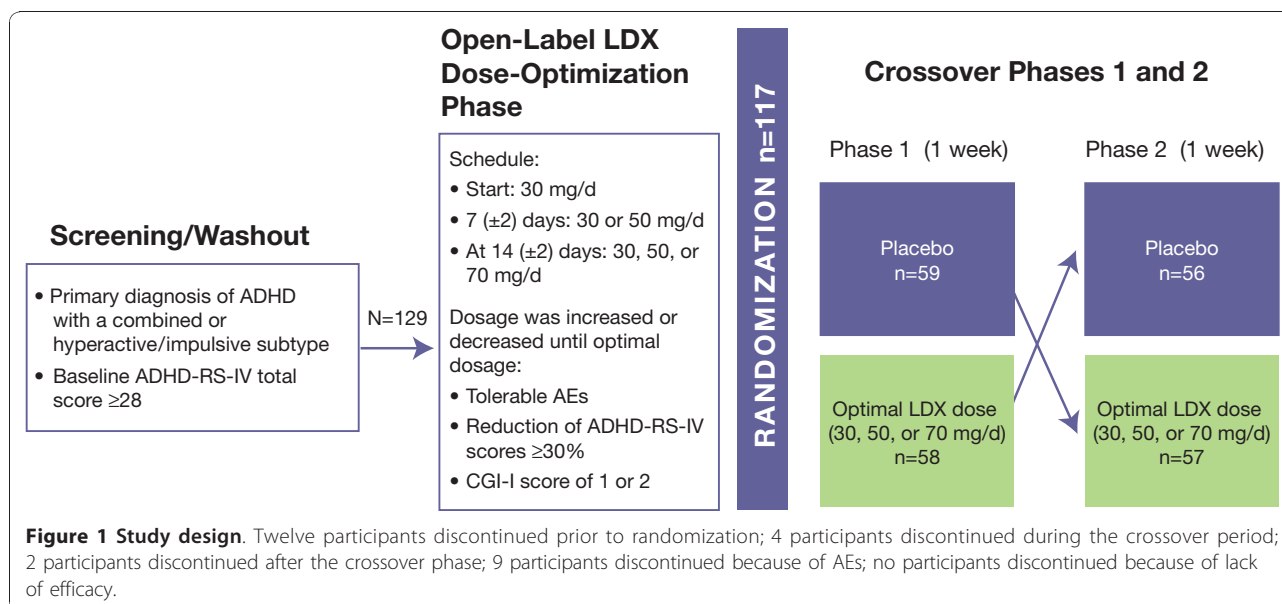 Screening/Washout
• Primary diagnosis of ADHD
with a combined or
hyperactive/impulsive subtype
• Baseline ADHD-RS-IV total
score ≥28
N=129
Open-Label LDX
Dose-Optimization
Phase
Schedule:
• Start: 30 mg/d
• 7 (±2) days: 30 or 50 mg/d
• At 14 (±2) days: 30, 50, or
70 mg/d
Dosage was increased or
decreased until optimal
dosage:
• Tolerable AEs
• Reduction of ADHD-RS-IV
scores ≥30%
• CGI-I score of 1 or 2
RANDOMIZATION n=117
Crossover Phases 1 and 2
Phase 1 (1 week)
Placebo
n=59
Optimal LDX dose
(30, 50, or 70 mg/d)
n=58
Phase 2 (1 week)
Placebo
n=56
Optimal LDX dose
(30, 50, or 70 mg/d)
n=57
Figure 1 Study design. Twelve participants discontinued prior to randomization; 4 participants discontinued during the crossover period;
2 participants discontinued after the crossover phase; 9 participants discontinued because of AEs; no participants discontinued because of lack
of efficacy.